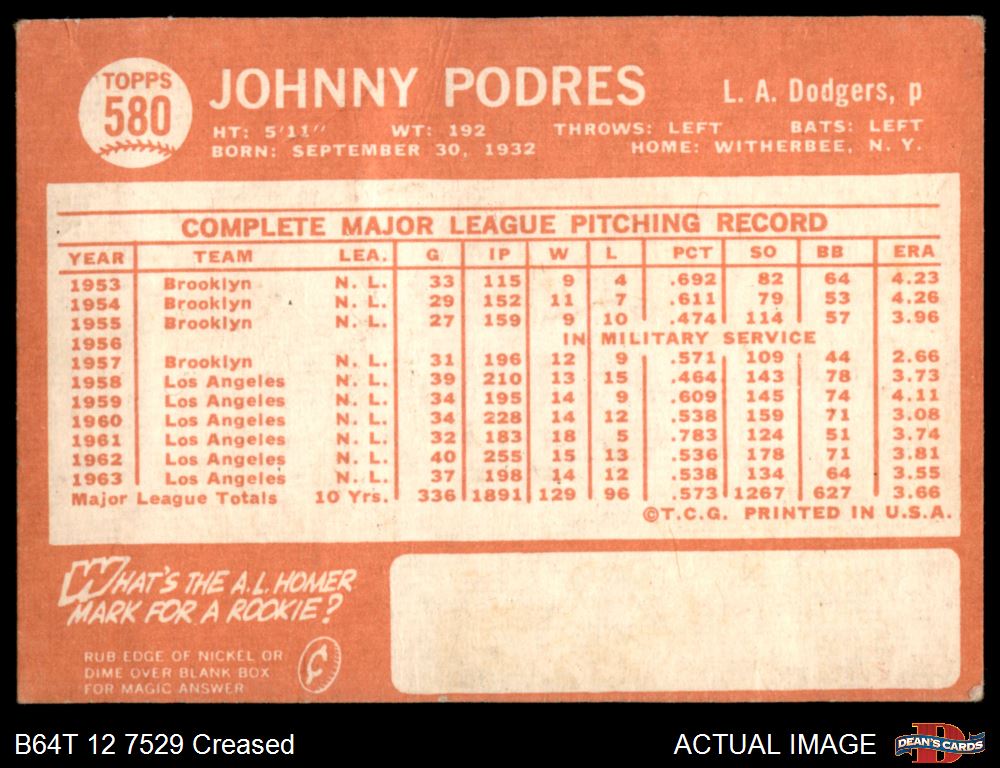 TOPPS
580
JOHNNY PODRES
L. A. Dodgers, p
HT: 5'11" WT: 192 THROWS: LEFT BATS: LEFT
BORN: SEPTEMBER 30, 1932 HOME: WITHERBEE, N. Y.
COMPLETE MAJOR LEAGUE PITCHING RECORD
YEAR TEAM LEA. G IP W L PCT SO BB ERA
1953 Brooklyn N. L. 33 115 9 4 .692 82 64 4.23
1954 Brooklyn N. L. 29 152 11 7 .611 79 53 4.26
1955 Brooklyn N. L. 27 159 9 10 .474 114 57 3.96
1956 IN MILITARY SERVICE
1957 Brooklyn N. L. 31 196 12 9 .571 109 44 2.66
1958 Los Angeles N. L. 39 210 13 15 .464 143 78 3.73
1959 Los Angeles N. L. 34 195 14 9 .609 145 74 4.11
1960 Los Angeles N. L. 34 228 14 12 .538 159 71 3.08
1961 Los Angeles N. L. 32 183 18 5 .783 124 51 3.74
1962 Los Angeles N. L. 40 255 15 13 .536 178 71 3.81
1963 Los Angeles N. L. 37 198 14 12 .538 134 64 3.55
Major League Totals 10 Yrs. 336 1891 129 96 .573 1267 627 3.66
©T.C.G. PRINTED IN U.S.A.
WHAT'S THE A.L. HOMER
MARK FOR A ROOKIE?
RUB EDGE OF NICKEL OR
DIME OVER BLANK BOX
FOR MAGIC ANSWER
¢
B64T 12 7529 Creased
ACTUAL IMAGE
D
DEAN'S CARDS